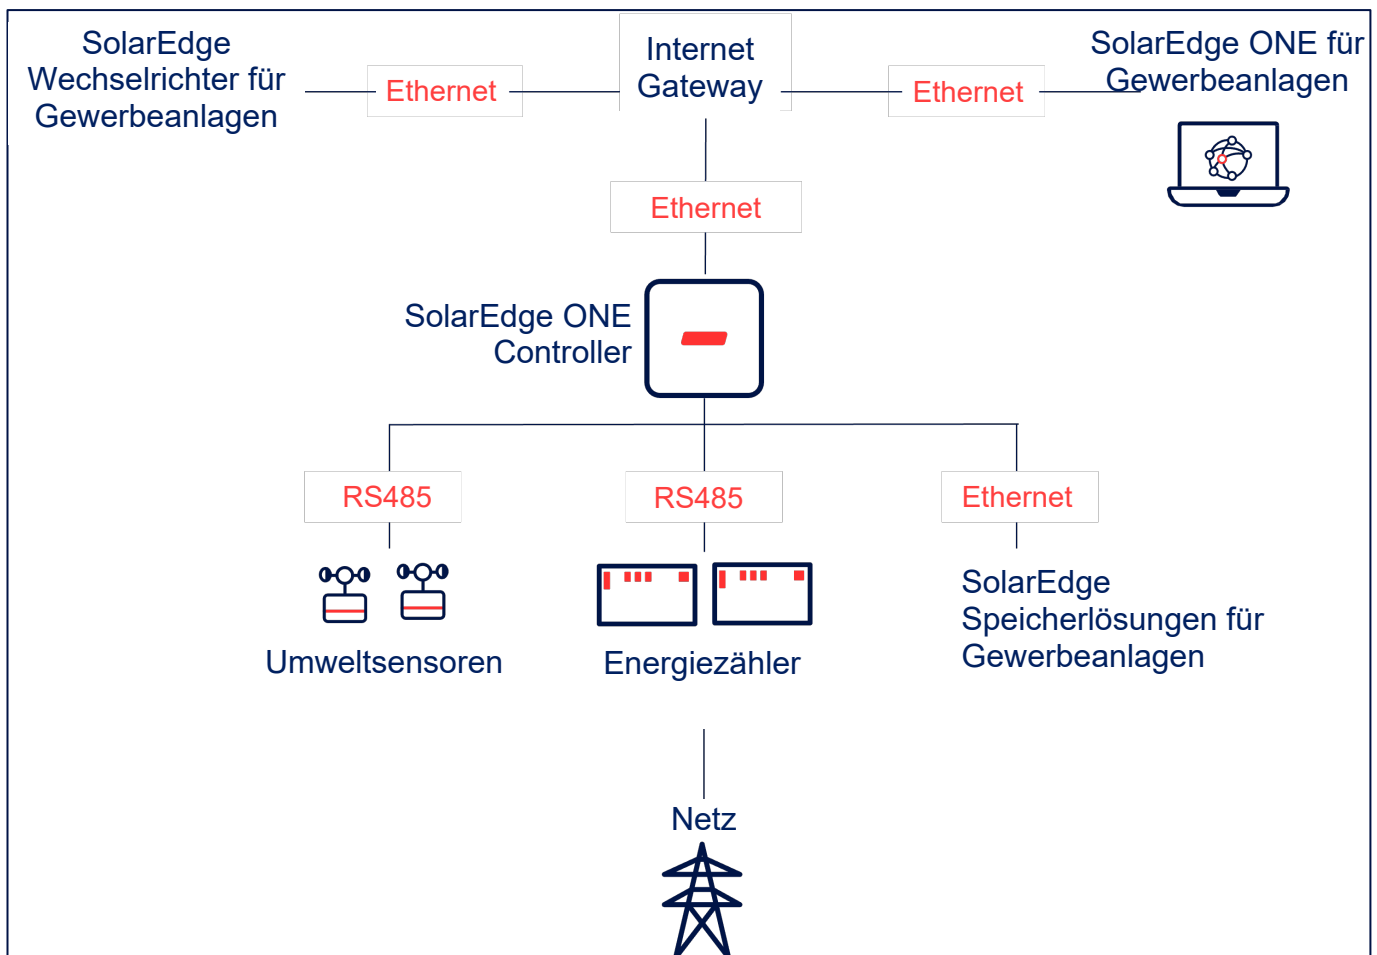 SolarEdge
Wechselrichter für
Gewerbeanlagen
Ethernet
Internet
Gateway
Ethernet
SolarEdge ONE für
Gewerbeanlagen
Ethernet
SolarEdge ONE
Controller
RS485
RS485
Ethernet
Umweltsensoren
Energiezähler
SolarEdge
Speicherlösungen für
Gewerbeanlagen
Netz